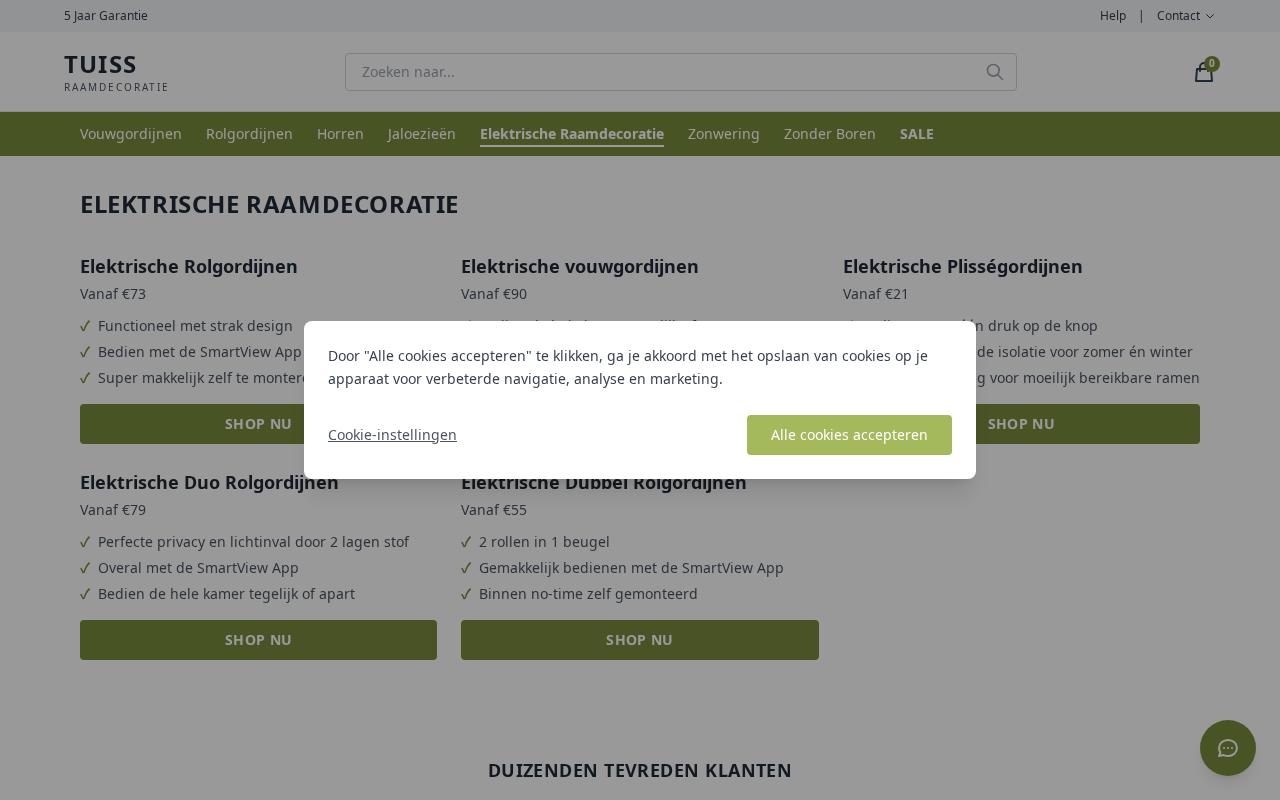 5 Jaar Garantie
Help | Contact
TUISS
RAAMDECORATIE
Zoeken naar...
0
Vouwgordijnen Rolgordijnen Horren Jaloezieën Elektrische Raamdecoratie Zonwering Zonder Boren SALE
ELEKTRISCHE RAAMDECORATIE
Elektrische Rolgordijnen
Vanaf €73
✓ Functioneel met strak design
✓ Bedien met de SmartView App
✓ Super makkelijk zelf te
SHOP NU
Elektrische vouwgordijnen
Vanaf €90
Elektrische Plisségordijnen
Vanaf €21
druk op de knop
isolatie voor zomer én winter
voor moeilijk bereikbare ramen
SHOP NU
Door "Alle cookies accepteren" te klikken, ga je akkoord met het opslaan van cookies op je
apparaat voor verbeterde navigatie, analyse en marketing.
Cookie-instellingen
Alle cookies accepteren
Elektrische Duo Rolgordijnen
Vanaf €79
✓ Perfecte privacy en lichtinval door 2 lagen stof
✓ Overal met de SmartView App
✓ Bedien de hele kamer tegelijk of apart
SHOP NU
Elektrische Dubbel Rolgordijnen
Vanaf €55
✓ 2 rollen in 1 beugel
✓ Gemakkelijk bedienen met de SmartView App
✓ Binnen no-time zelf gemonteerd
SHOP NU
DUIZENDEN TEVREDEN KLANTEN